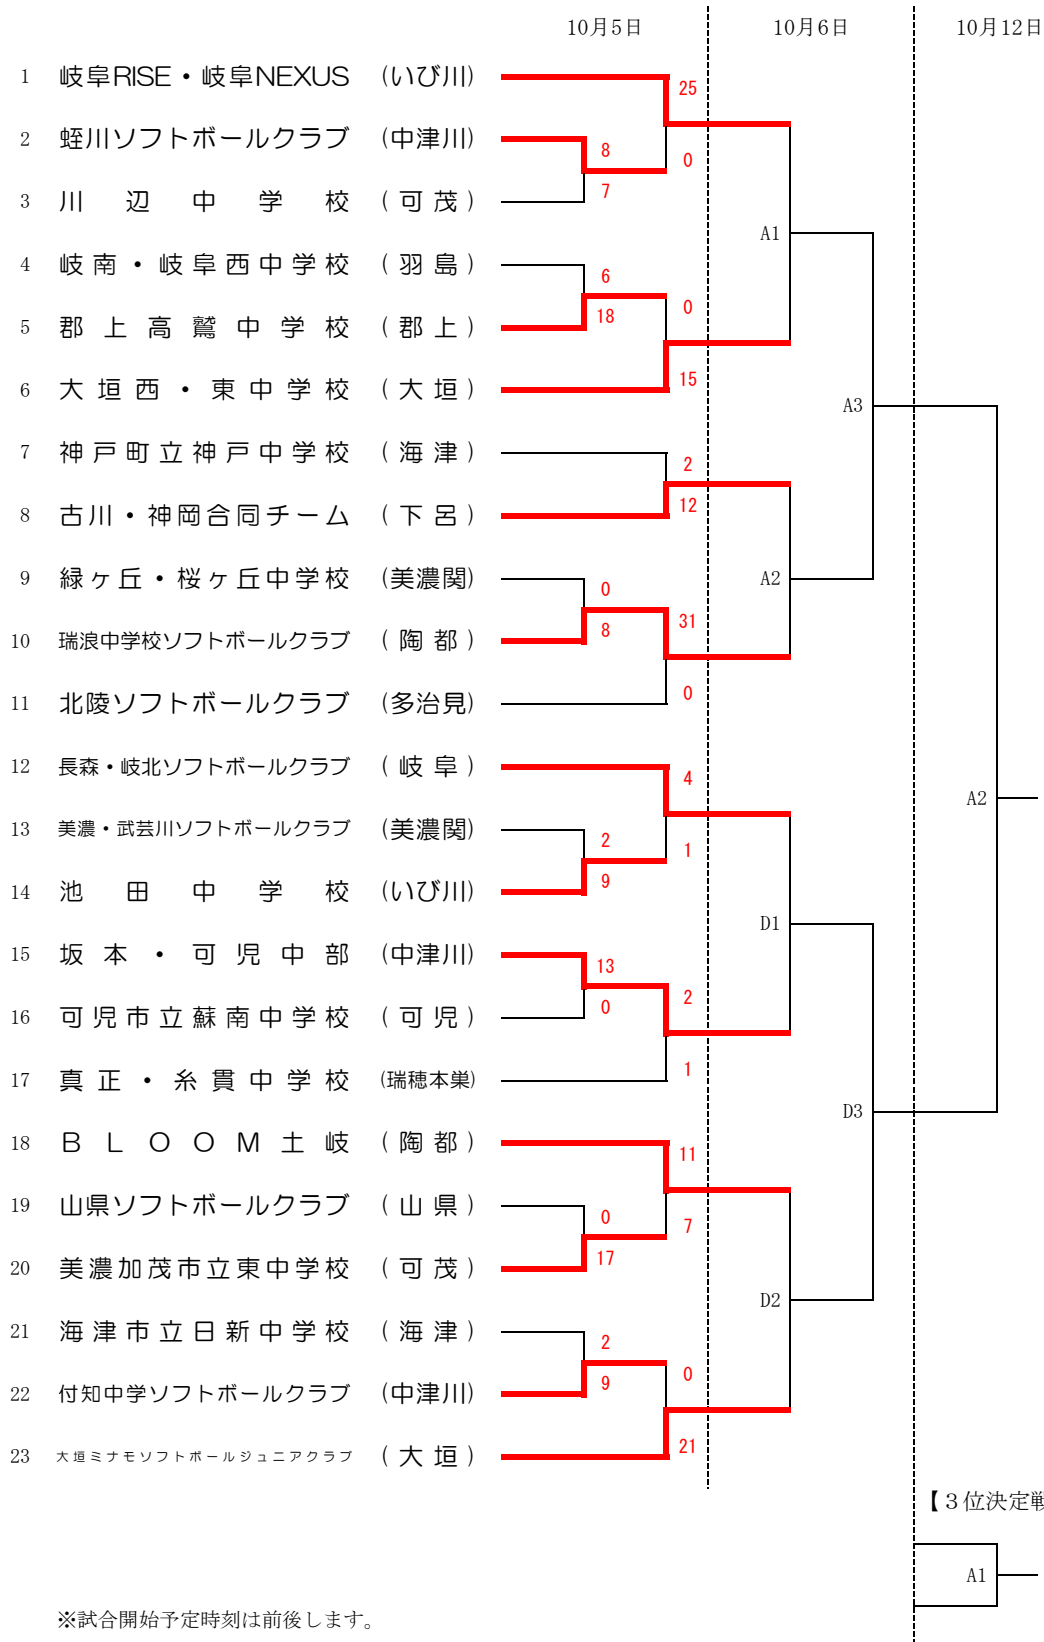 10月5日 10月6日 10月12日
1 岐阜RISE・岐阜NEXUS (いび川)
25
2 蛭川ソフトボールクラブ (中津川)
8
0
7
3 川辺中学校 (可茂)
A1
4 岐南・岐阜西中学校 (羽島)
6
0
18
5 郡上高鷲中学校 (郡上)
15
6 大垣西・東中学校 (大垣)
A3
7 神戸町立神戸中学校 (海津)
2
12
8 古川・神岡合同チーム (下呂)
9 緑ヶ丘・桜ヶ丘中学校 (美濃関)
A2
0
31
8
10 瑞浪中学校ソフトボールクラブ (陶都)
0
11 北陵ソフトボールクラブ (多治見)
12 長森・岐北ソフトボールクラブ (岐阜)
4
A2
13 美濃・武芸川ソフトボールクラブ (美濃関)
2
1
9
14 池田中学校 (いび川)
D1
15 坂本・可児中部 (中津川)
13
2
0
16 可児市立蘇南中学校 (可児)
1
17 真正・糸貫中学校 (瑞穂本巣)
D3
18 BLOOM土岐 (陶都)
11
19 山県ソフトボールクラブ (山県)
0
7
17
20 美濃加茂市立東中学校 (可茂)
D2
21 海津市立日新中学校 (海津)
2
0
9
22 付知中学ソフトボールクラブ (中津川)
21
23 大垣ミナモソフトボールジュニアクラブ (大垣)
【3位決定戦
A1
※試合開始予定時刻は前後します。